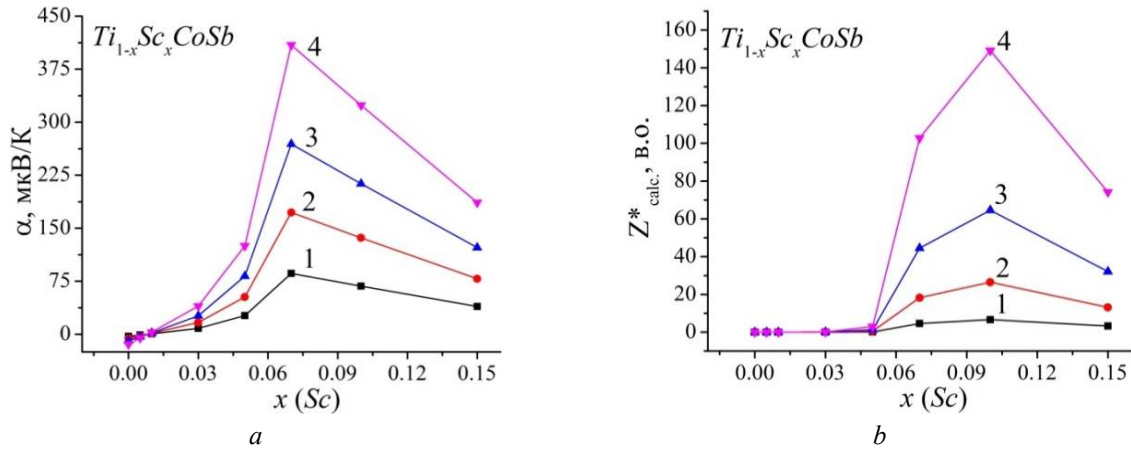 450
375
300
225
150
75
0
α, мкВ/К
Ti₁₋ₓScₓCoSb
4
3
2
1
0.00 0.03 0.06 0.09 0.12 0.15
x (Sc)
a
160
140
120
100
80
60
40
20
0
Z*calc., в.о.
Ti₁₋ₓScₓCoSb
4
3
2
1
0.00 0.03 0.06 0.09 0.12 0.15
x (Sc)
b